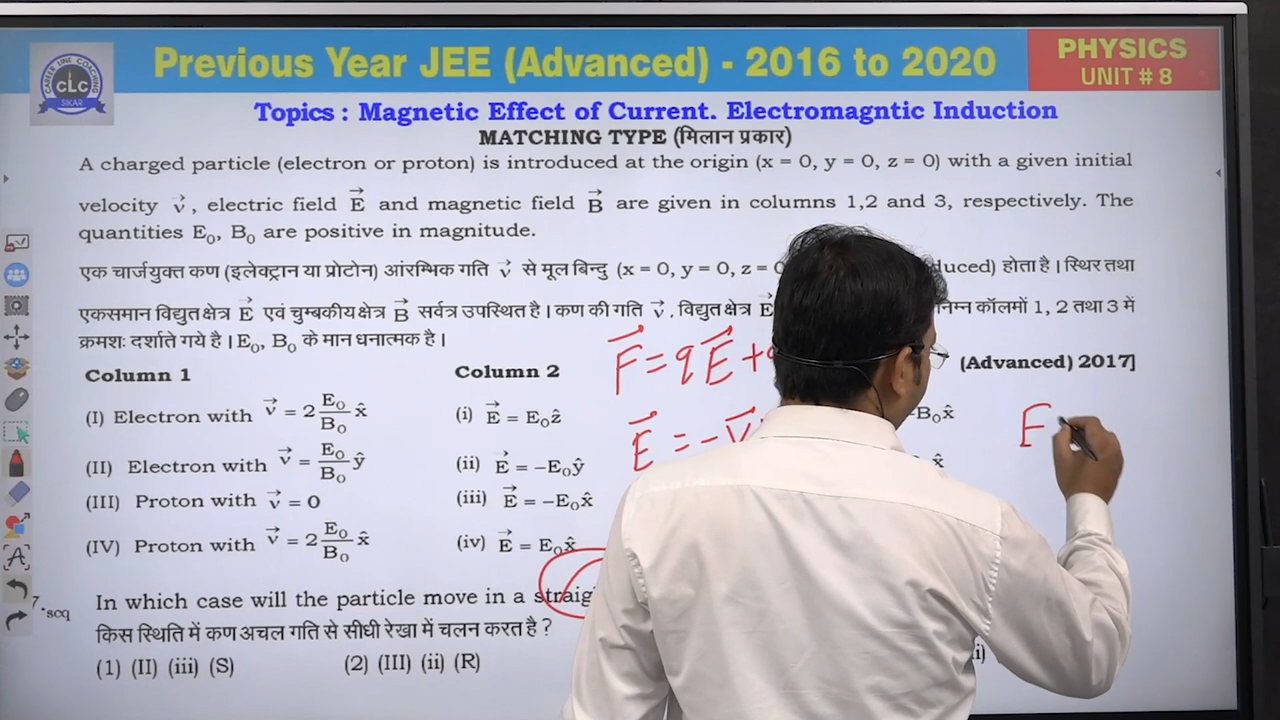 CAREER LINE COACHING
CLC
SIKAR
Previous Year JEE (Advanced) - 2016 to 2020
PHYSICS
UNIT # 8
Topics : Magnetic Effect of Current. Electromagntic Induction
MATCHING TYPE (मिलान प्रकार)
A charged particle (electron or proton) is introduced at the origin (x = 0, y = 0, z = 0) with a given initial
velocity v⃗, electric field E⃗ and magnetic field B⃗ are given in columns 1,2 and 3, respectively. The
quantities E₀, B₀ are positive in magnitude.
एक चार्जयुक्त कण (इलेक्ट्रान या प्रोटोन) आंरम्भिक गति v⃗ से मूल बिन्दु (x = 0, y = 0, z = 0 duced) होता है। स्थिर तथा
एकसमान विद्युत क्षेत्र E⃗ एवं चुम्बकीय क्षेत्र B⃗ सर्वत्र उपस्थित है। कण की गति v⃗. विद्युत क्षेत्र E⃗ निम्न कॉलमों 1, 2 तथा 3 में
क्रमशः दर्शाते गये है। E₀, B₀ के मान धनात्मक है।
F⃗ = qE⃗ +
Column 1 Column 2 (Advanced) 2017]
(I) Electron with v⃗ = 2 E₀/B₀ x̂ (i) E⃗ = E₀ẑ B₀x̂
E
E⃗ = -v⃗
(II) Electron with v⃗ = E₀/B₀ ŷ (ii) E⃗ = −E₀ŷ x̂
(III) Proton with v⃗ = 0 (iii) E⃗ = −E₀x̂
(IV) Proton with v⃗ = 2 E₀/B₀ x̂ (iv) E⃗ = E₀x̂
7. scq In which case will the particle move in a straig
किस स्थिति में कण अचल गति से सीधी रेखा में चलन करत है ?
(1) (II) (iii) (S) (2) (III) (ii) (R) i)